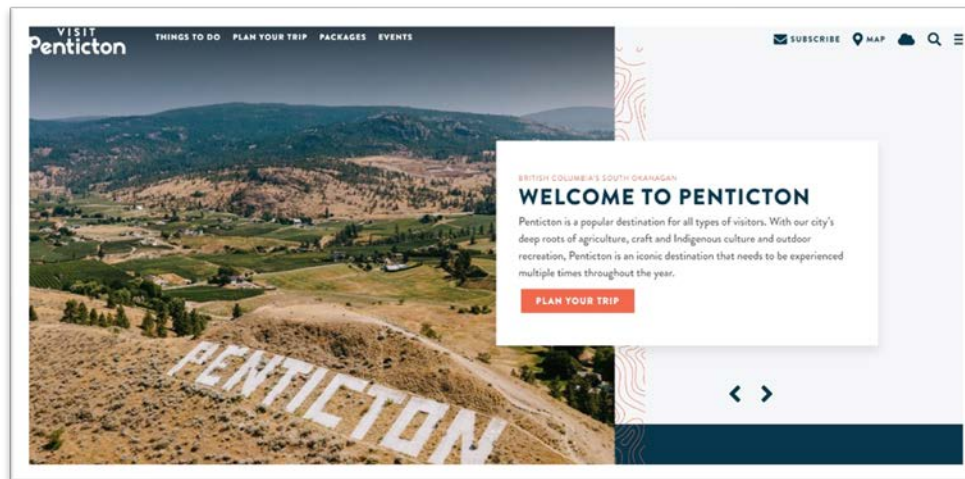 VISIT
Penticton
THINGS TO DO PLAN YOUR TRIP PACKAGES EVENTS
SUBSCRIBE MAP
BRITISH COLUMBIA'S SOUTH OKANAGAN
WELCOME TO PENTICTON
Penticton is a popular destination for all types of visitors. With our city's
deep roots of agriculture, craft and Indigenous culture and outdoor
recreation, Penticton is an iconic destination that needs to be experienced
multiple times throughout the year.
PLAN YOUR TRIP
PENTICTON